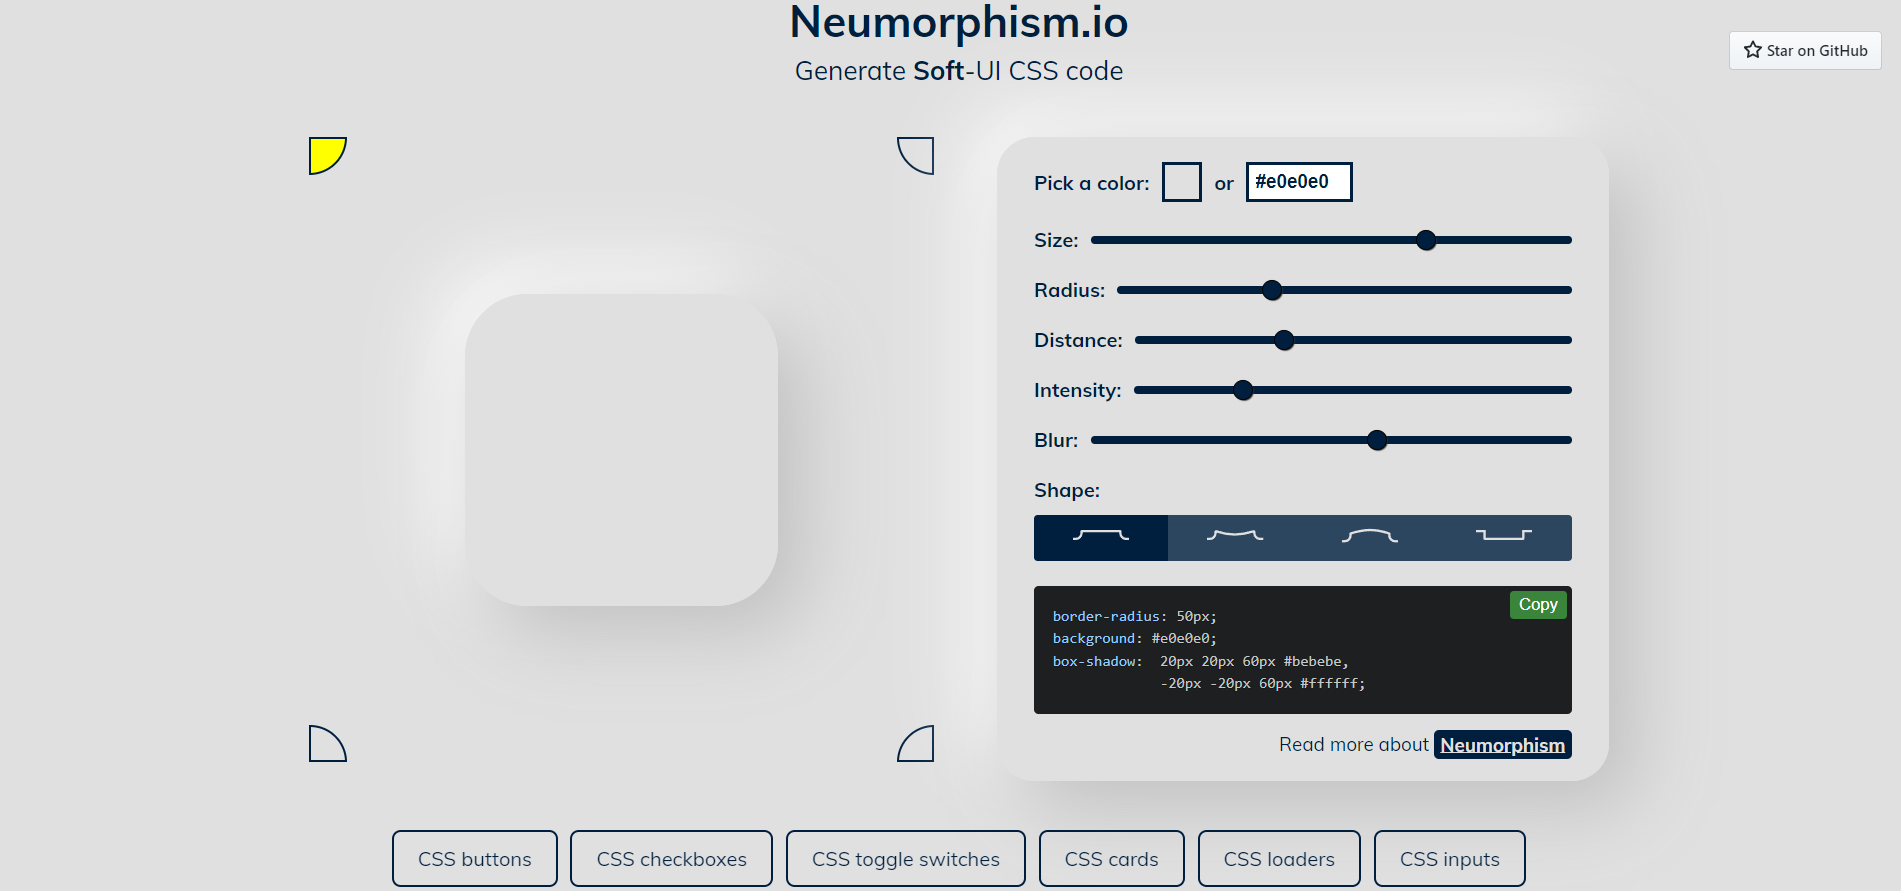 Neumorphism.io
Generate Soft-UI CSS code
Star on GitHub
Pick a color: or #e0e0e0
Size:
Radius:
Distance:
Intensity:
Blur:
Shape:
Copy
border-radius: 50px;
background: #e0e0e0;
box-shadow:  20px 20px 60px #bebebe,
             -20px -20px 60px #ffffff;
Read more about Neumorphism
CSS buttons
CSS checkboxes
CSS toggle switches
CSS cards
CSS loaders
CSS inputs